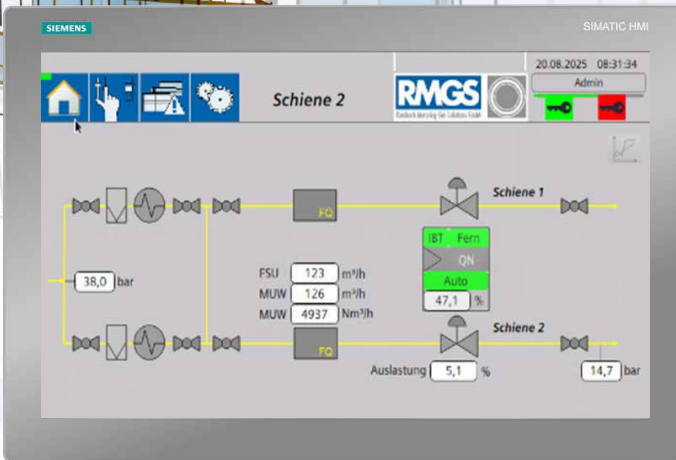 SIEMENS
SIMATIC HMI
20.08.2025 08:31:34
Admin
Schiene 2
RMGS
Schiene 1
FQ
IBT Fern
QN
Auto
47,1 %
38,0 bar
FSU 123 m³/h
MUW 126 m³/h
MUW 4937 Nm³/h
FQ
Schiene 2
Auslastung 5,1 %
14,7 bar